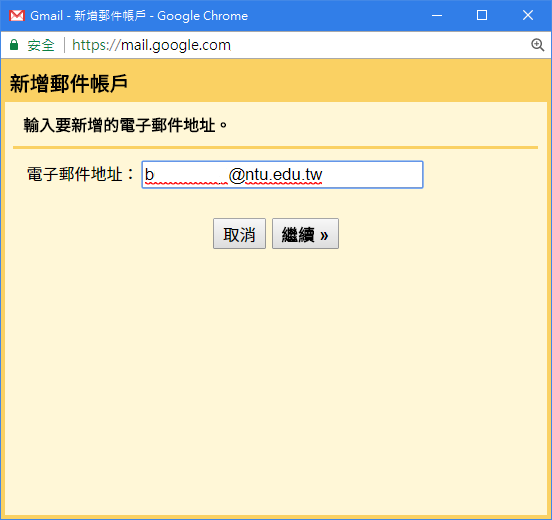 Gmail - 新增郵件帳戶 - Google Chrome
安全 https://mail.google.com
新增郵件帳戶
輸入要新增的電子郵件地址。
電子郵件地址： b @ntu.edu.tw
取消 繼續 »